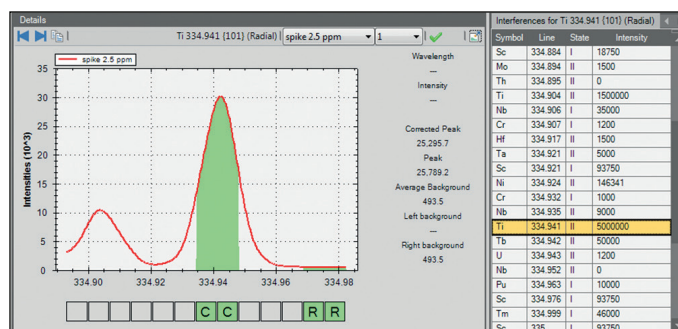 Details
Ti 334.941 {101} (Radial) spike 2.5 ppm 1
spike 2.5 ppm
Intensities (10^3)
35
30
25
20
15
10
5
0
334.90 334.92 334.94 334.96 334.98
C C R R
Wavelength
---
Intensity
---
Corrected Peak
25,295.7
Peak
25,789.2
Average Background
493.5
Left background
---
Right background
493.5
Interferences for Ti 334.941 {101} (Radial)
Symbol Line State Intensity
Sc 334.884 I 18750
Mo 334.894 II 1500
Th 334.895 II 0
Ti 334.904 II 1500000
Nb 334.906 I 35000
Cr 334.907 I 1200
Hf 334.917 II 1500
Ta 334.921 II 5000
Sc 334.921 I 93750
Ni 334.924 II 146341
Cr 334.932 I 1000
Nb 334.935 II 9000
Ti 334.941 II 5000000
Tb 334.942 II 50000
U 334.943 II 1200
Nb 334.952 II 0
Pu 334.963 I 10000
Sc 334.976 I 93750
Tm 334.999 I 46000
Sc 335 I 93750